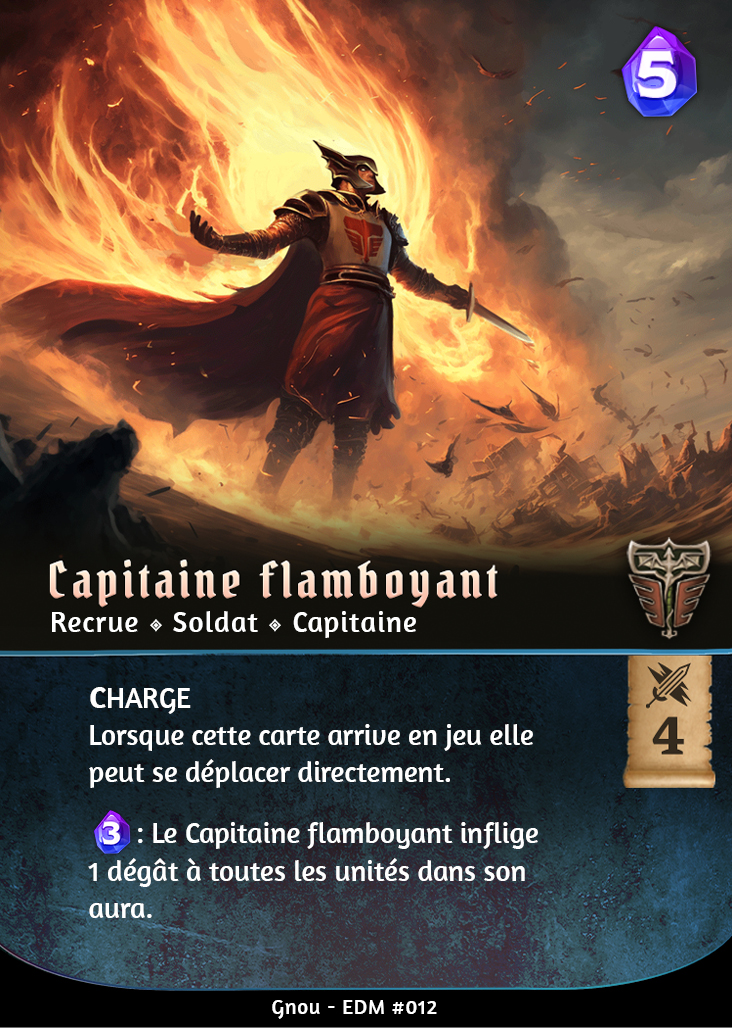 5
Capitaine flamboyant
Recrue ◈ Soldat ◈ Capitaine
4
CHARGE
Lorsque cette carte arrive en jeu elle
peut se déplacer directement.
3 : Le Capitaine flamboyant inflige
1 dégât à toutes les unités dans son
aura.
Gnou - EDM #012